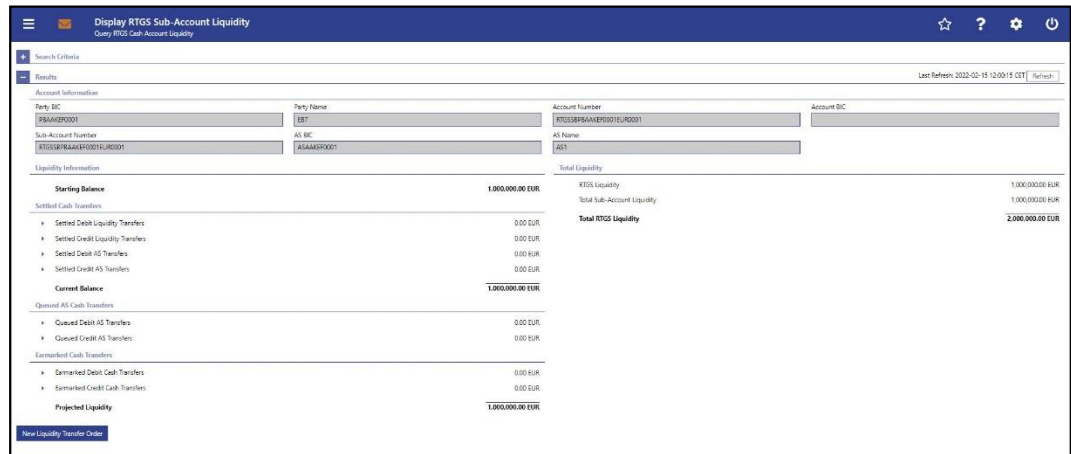 Display RTGS Sub-Account Liquidity
Query RTGS Cash Account Liquidity
?
+ Search Criteria
− Results Last Refresh: 2022-02-15 12:00:15 CET Refresh
Account Information
Party BIC Party Name Account Number Account BIC
PBAAKEF0001 EB7 RTGSSBPBAAKEF0001EUR0001
Sub-Account Number AS BIC AS Name
RTGSSBPBAAKEF0001EUR0001 ASAAKEF0001 AS1
Liquidity Information Total Liquidity
Starting Balance 1.000,000.00 EUR RTGS Liquidity 1,000,000.00 EUR
Total Sub-Account Liquidity 1,000,000.00 EUR
Settled Cash Transfers
Total RTGS Liquidity 2,000.000.00 EUR
Settled Debit Liquidity Transfers 0.00 EUR
Settled Credit Liquidity Transfers 0.00 EUR
Settled Debit AS Transfers 0.00 EUR
Settled Credit AS Transfers 0.00 EUR
Current Balance 1.000,000.00 EUR
Queued AS Cash Transfers
Queued Debit AS Transfers 0.00 EUR
Queued Credit AS Transfers 0.00 EUR
Earmarked Cash Transfers
Earmarked Debit Cash Transfers 0.00 EUR
Earmarked Credit Cash Transfers 0.00 EUR
Projected Liquidity 1.000,000.00 EUR
New Liquidity Transfer Order